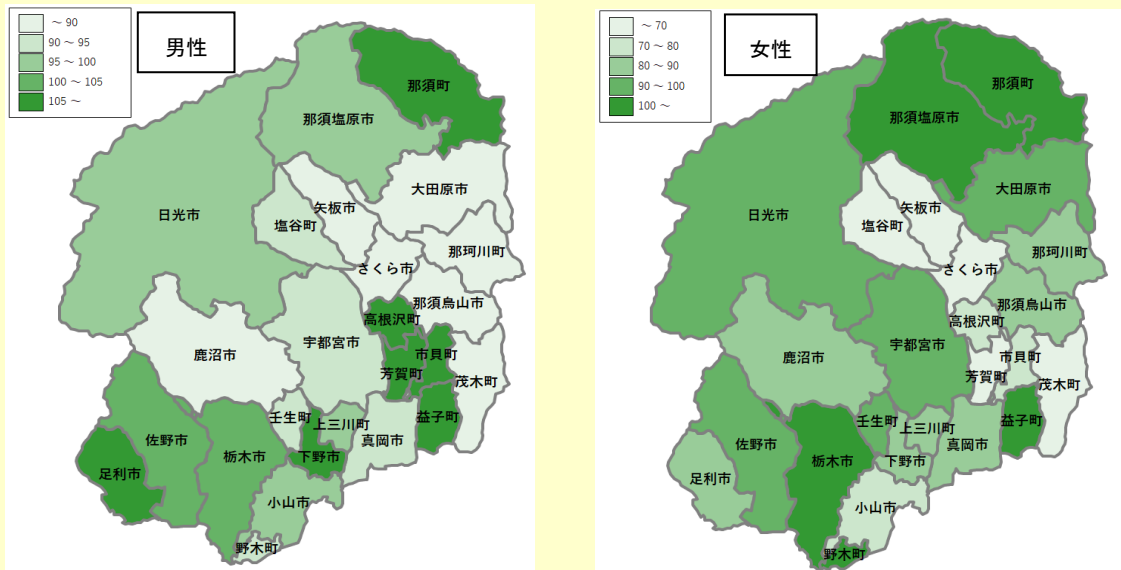 ～ 90
90 ～ 95
95 ～ 100
100 ～ 105
105 ～
男性
那須町
那須塩原市
大田原市
矢板市
日光市
塩谷町
那珂川町
さくら市
那須烏山市
高根沢町
宇都宮市
鹿沼市
市貝町
芳賀町
茂木町
壬生町
益子町
上三川町
佐野市
真岡市
栃木市
下野市
足利市
小山市
野木町
～ 70
70 ～ 80
80 ～ 90
90 ～ 100
100 ～
女性
那須町
那須塩原市
大田原市
矢板市
日光市
塩谷町
那珂川町
さくら市
那須烏山市
高根沢町
宇都宮市
鹿沼市
市貝町
芳賀町
茂木町
壬生町
益子町
上三川町
佐野市
真岡市
栃木市
下野市
足利市
小山市
野木町